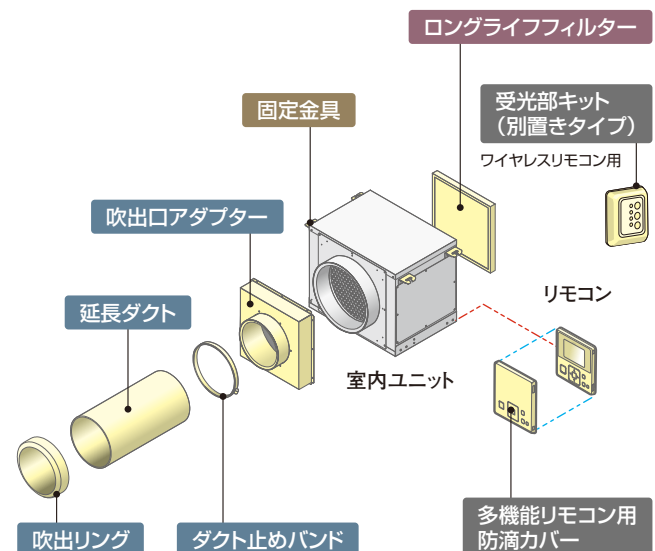 ロングライフフィルター
受光部キット
（別置きタイプ）
ワイヤレスリモコン用
固定金具
吹出口アダプター
リモコン
延長ダクト
室内ユニット
吹出リング
ダクト止めバンド
多機能リモコン用
防滴カバー